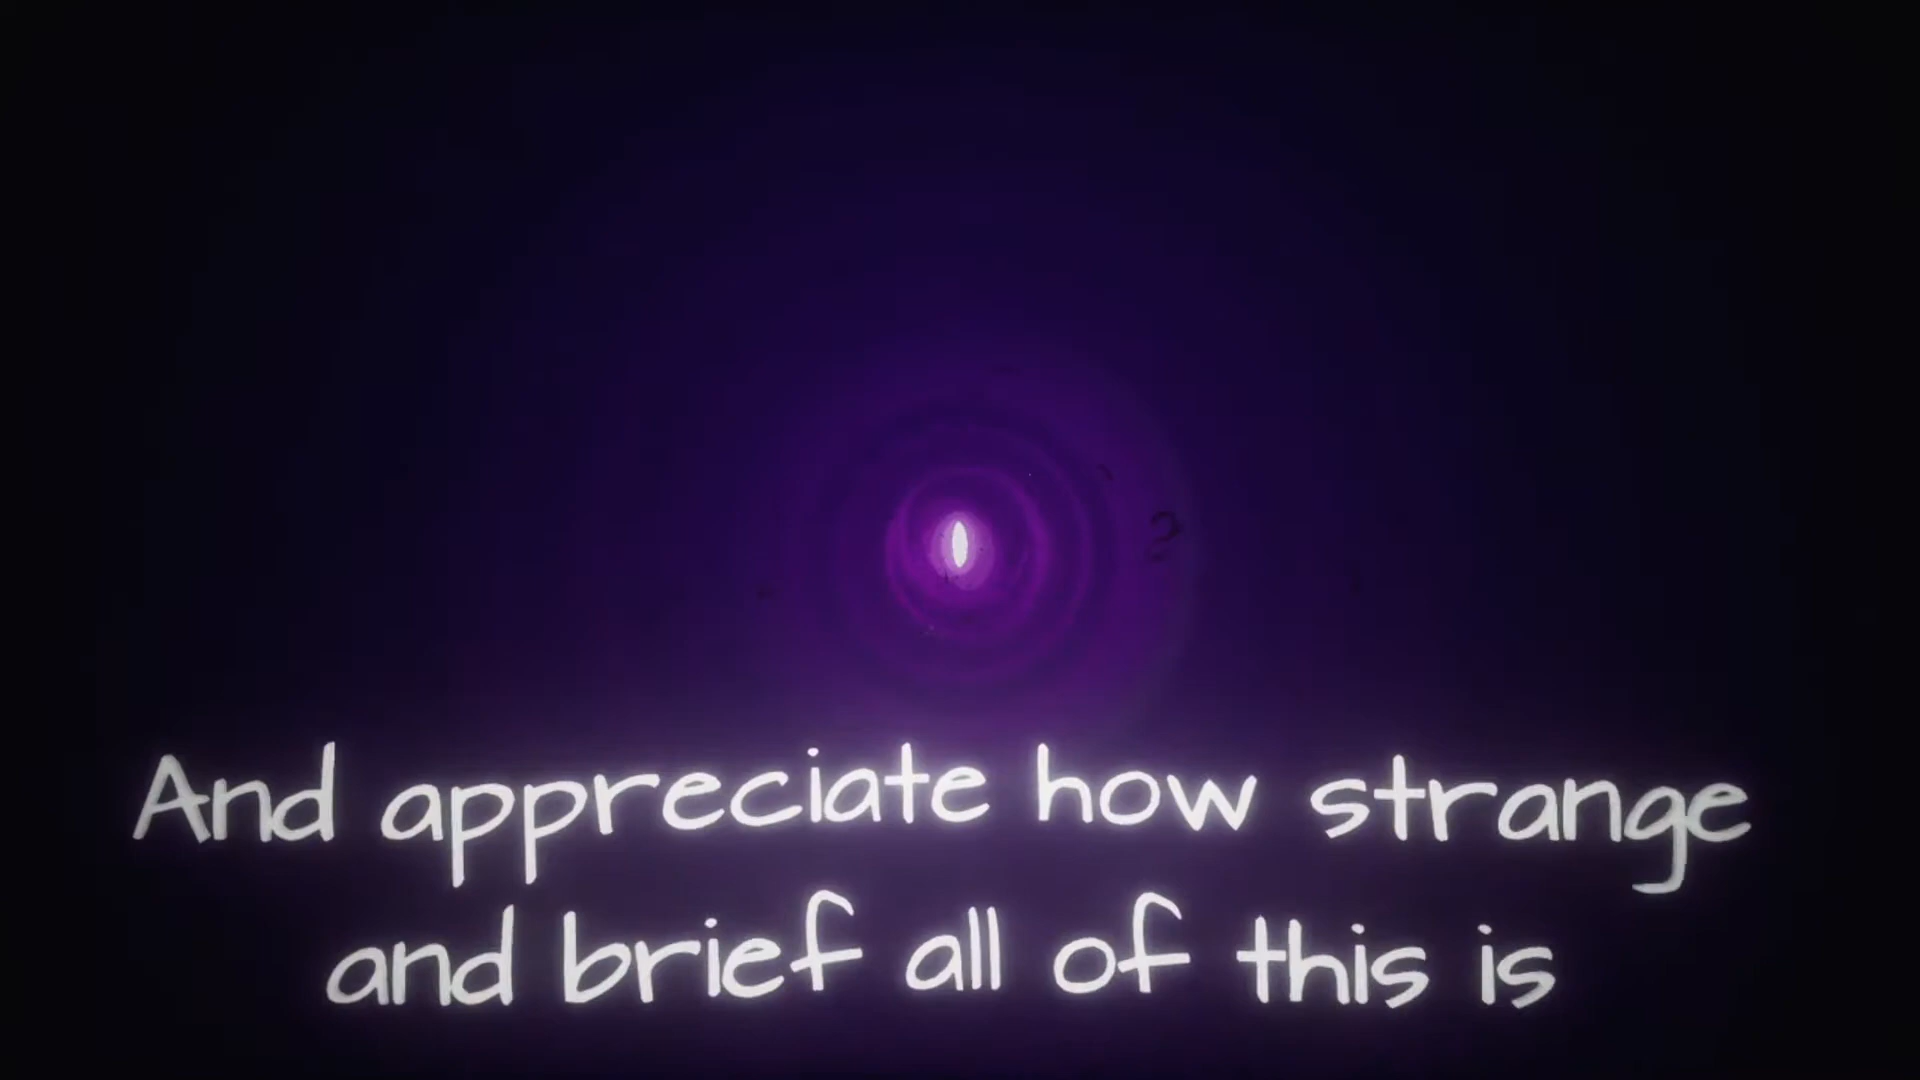 And appreciate how strange
and brief all of this is